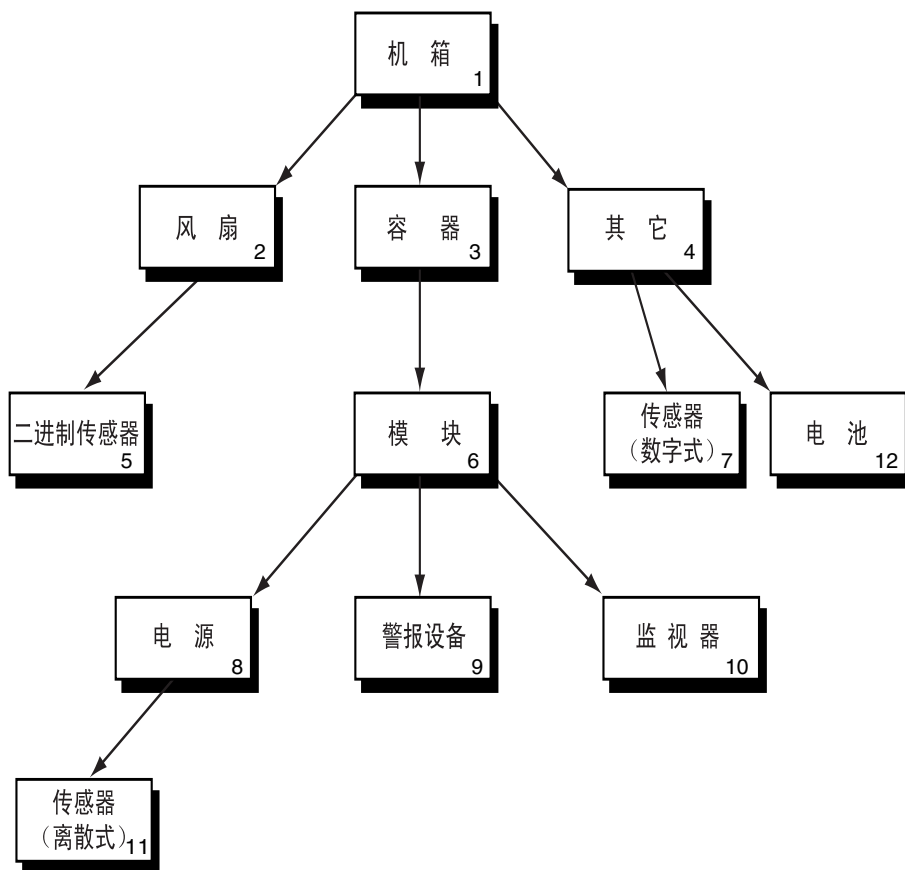 机 箱
1
风 扇
2
容 器
3
其 它
4
二进制传感器
5
模 块
6
传感器
（数字式）
7
电 池
12
电 源
8
警报设备
9
监 视 器
10
传感器
（离散式）
11